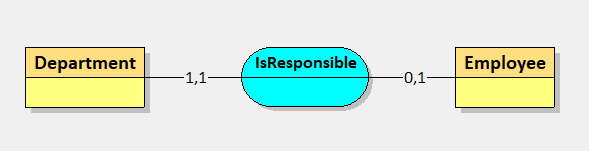 Department
1,1
IsResponsible
0,1
Employee